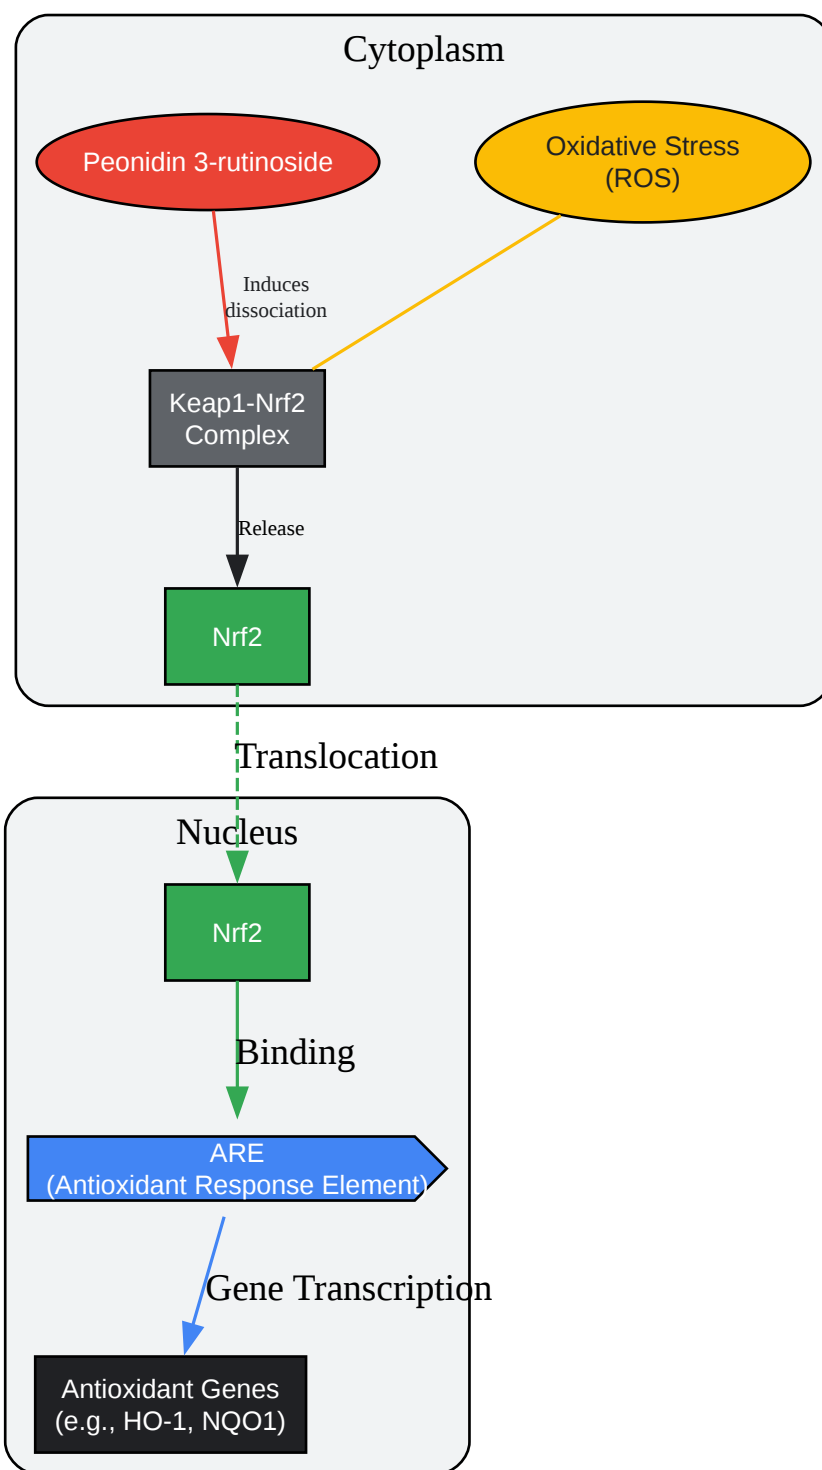 Cytoplasm
Peonidin 3-rutinoside
Oxidative Stress
(ROS)
Induces
dissociation
Keap1-Nrf2
Complex
Release
Nrf2
Translocation
Nucleus
Nrf2
Binding
ARE
(Antioxidant Response Element)
Gene Transcription
Antioxidant Genes
(e.g., HO-1, NQO1)